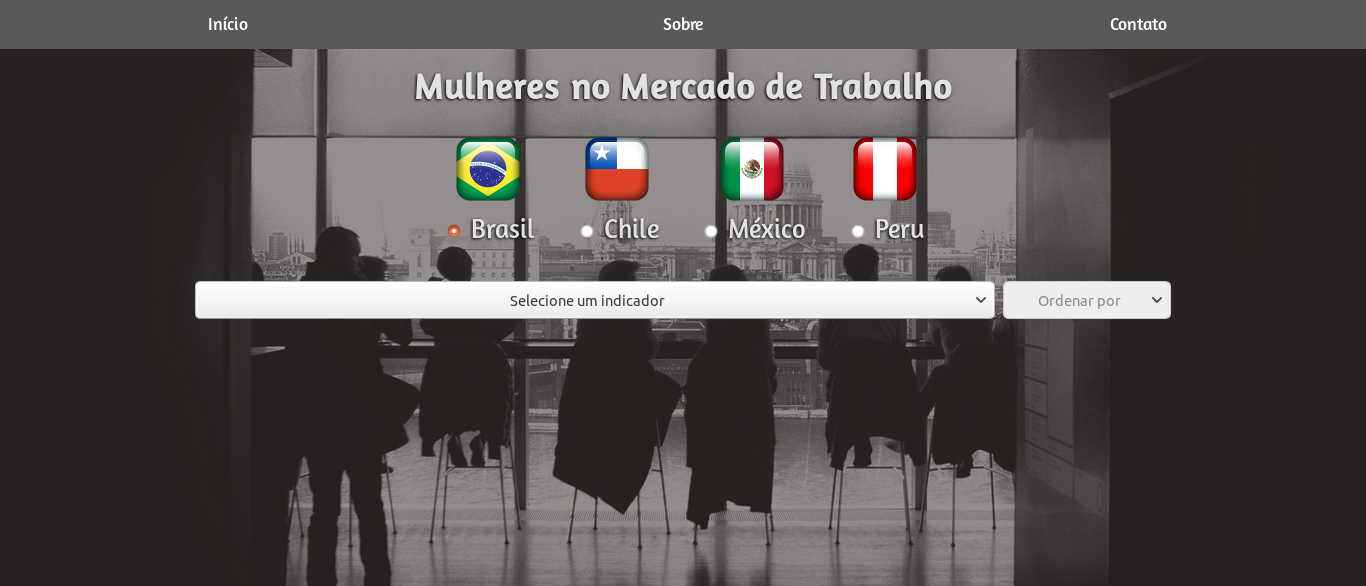 Início
Sobre
Contato
Mulheres no Mercado de Trabalho
Brasil
Chile
México
Peru
Selecione um indicador
Ordenar por